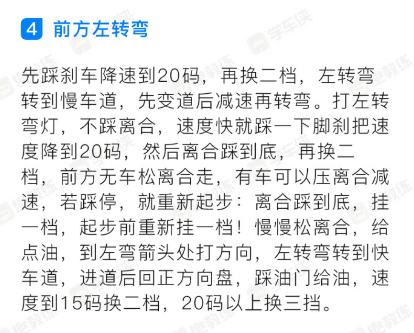 4 前方左转弯
先踩刹车降速到20码，再换二档，左转弯
转到慢车道，先变道后减速再转弯。打左转
弯灯，不踩离合，速度快就踩一下脚刹把速
度降到20码，然后离合踩到底，再换二
档，前方无车松离合走，有车可以压离合减
速，若踩停，就重新起步：离合踩到底，挂
一档，起步前重新挂一档！慢慢松离合，给
点油，到左弯箭头处打方向，左转弯转到快
车道，进道后回正方向盘，踩油门给油，速
度到15码换二档，20码以上换三挡。